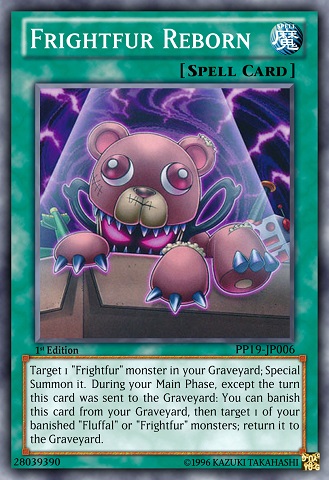 Frightfur Reborn
SPELL
魔
[Spell Card]
1st Edition
PP19-JP006
Target 1 "Frightfur" monster in your Graveyard; Special
Summon it. During your Main Phase, except the turn
this card was sent to the Graveyard: You can banish
this card from your Graveyard, then target 1 of your
banished "Fluffal" or "Frightfur" monsters; return it to
the Graveyard.
28039390
©1996 KAZUKI TAKAHASHI